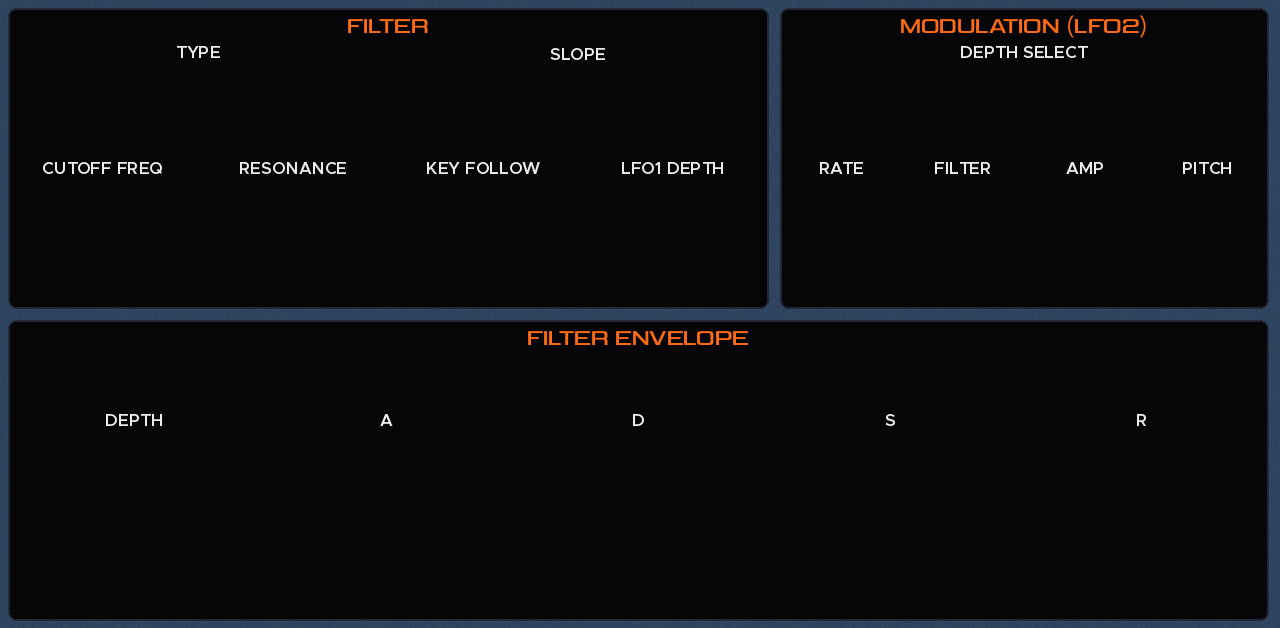 FILTER
TYPE
SLOPE
CUTOFF FREQ
RESONANCE
KEY FOLLOW
LFO1 DEPTH
MODULATION (LFO2)
DEPTH SELECT
RATE
FILTER
AMP
PITCH
FILTER ENVELOPE
DEPTH
A
D
S
R